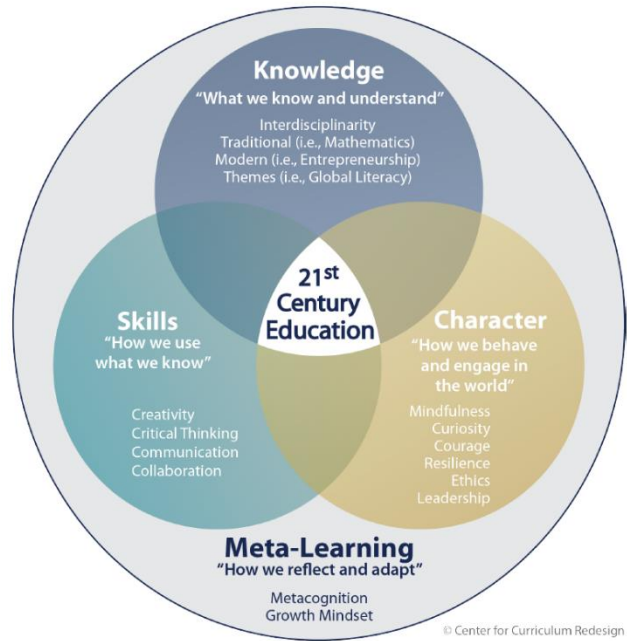 Knowledge
“What we know and understand”
Interdisciplinarity
Traditional (i.e., Mathematics)
Modern (i.e., Entrepreneurship)
Themes (i.e., Global Literacy)
21st
Century
Education
Skills
“How we use
what we know”
Creativity
Critical Thinking
Communication
Collaboration
Character
“How we behave
and engage in
the world”
Mindfulness
Curiosity
Courage
Resilience
Ethics
Leadership
Meta-Learning
“How we reflect and adapt”
Metacognition
Growth Mindset
© Center for Curriculum Redesign